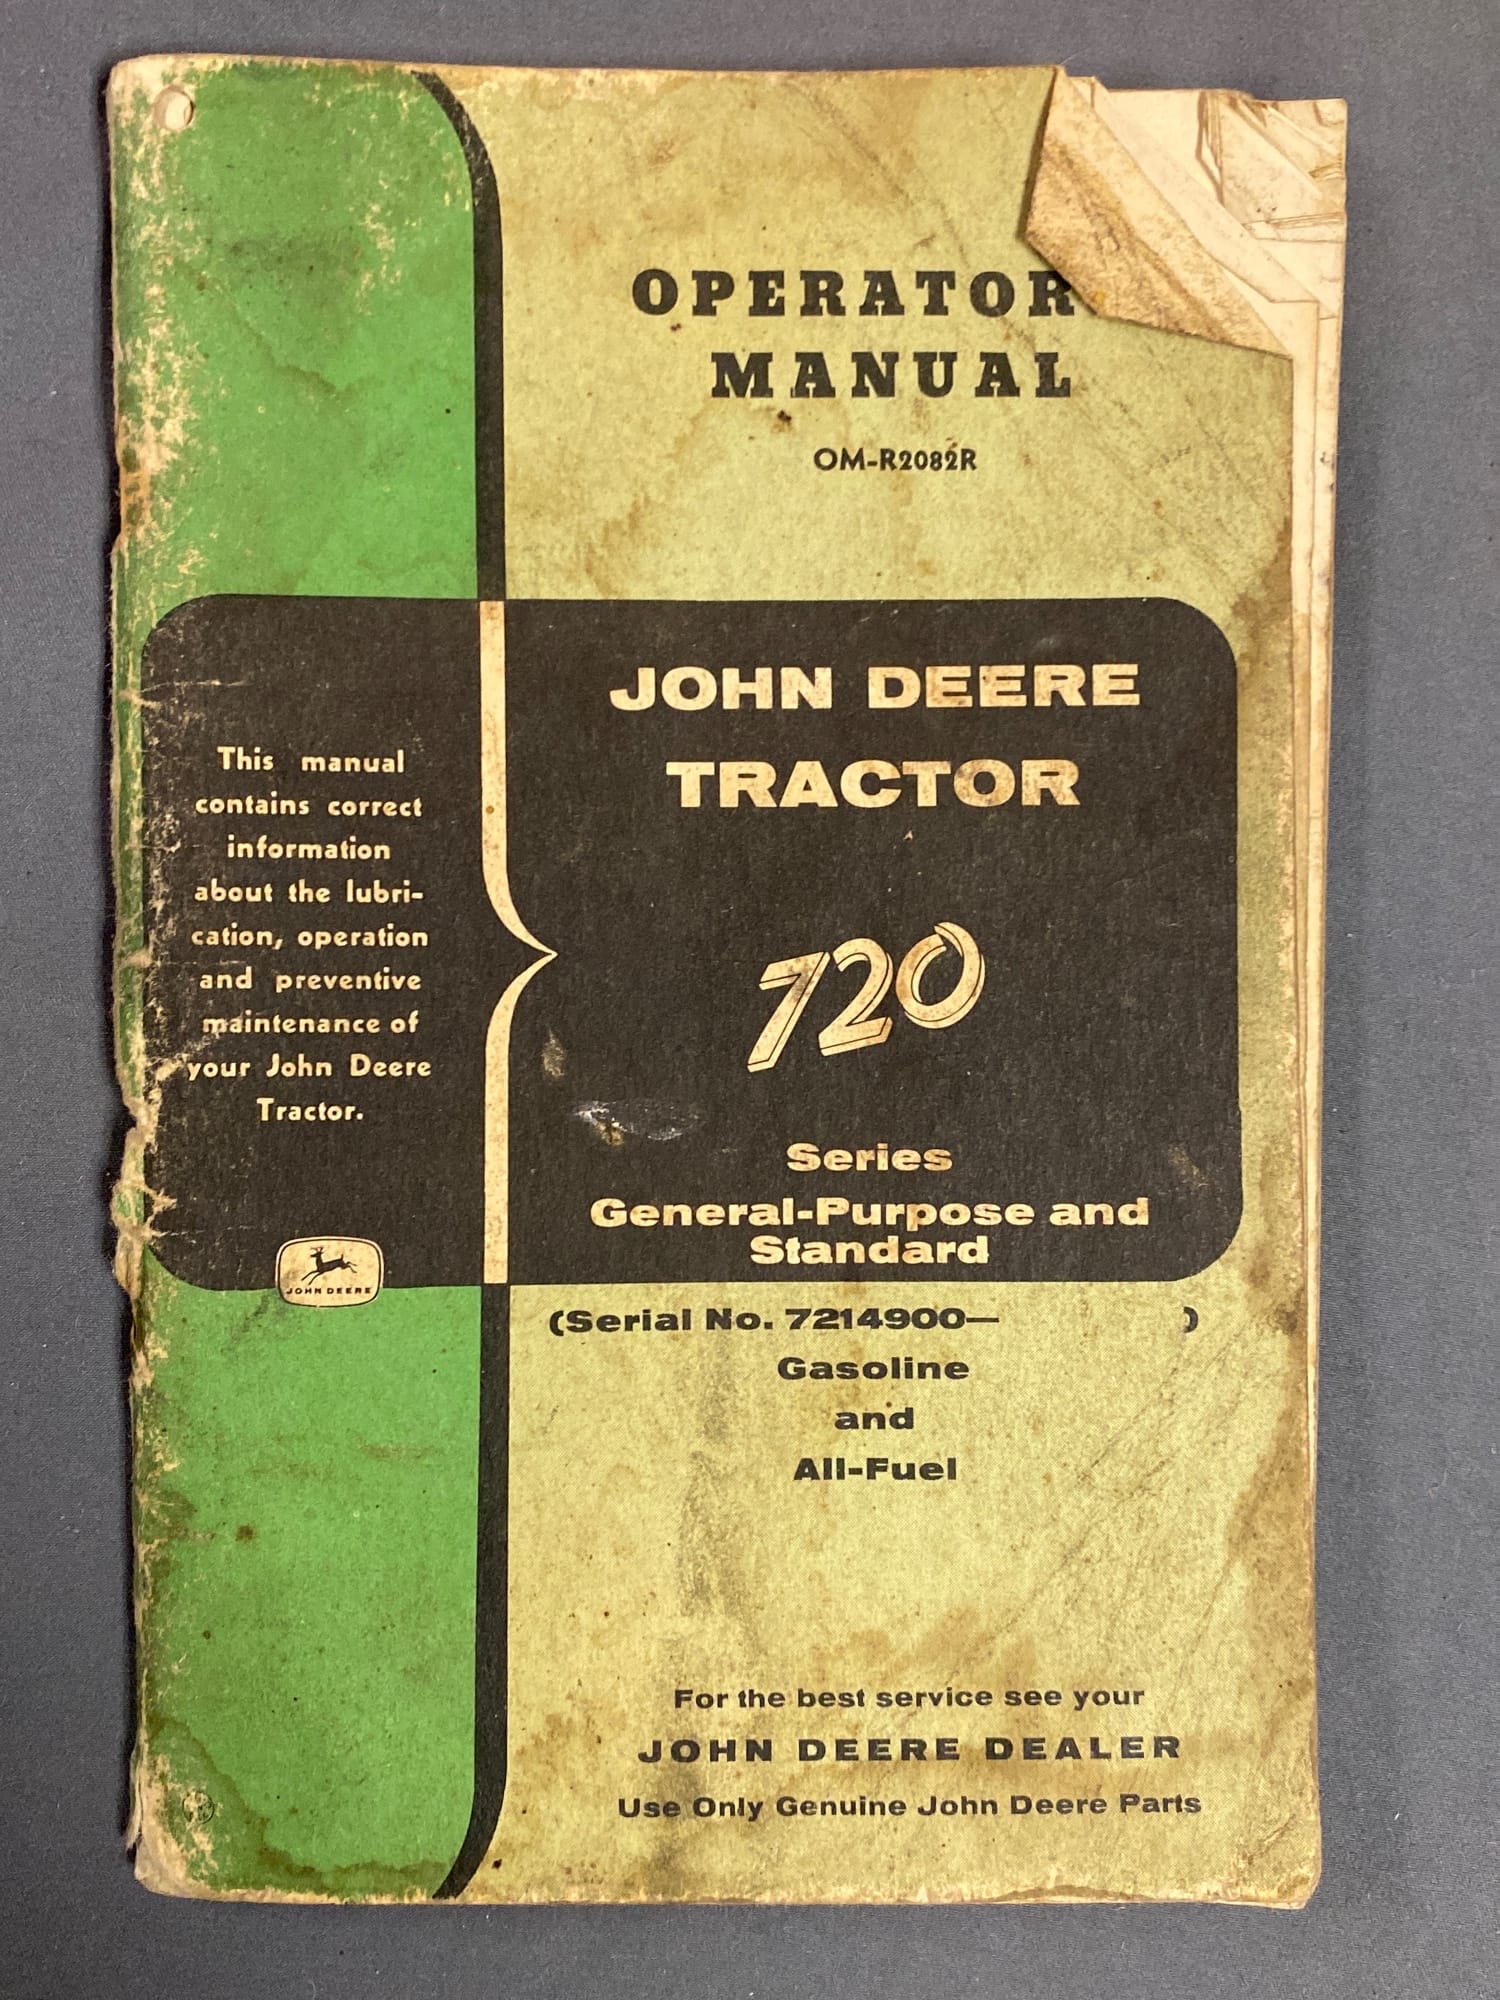 OPERATOR
MANUAL
OM-R2082R
This manual
contains correct
information
about the lubri-
cation, operation
and preventive
maintenance of
your John Deere
Tractor.
JOHN DEERE
JOHN DEERE
TRACTOR
720
Series
General-Purpose and
Standard
(Serial No. 7214900— )
Gasoline
and
All-Fuel
For the best service see your
JOHN DEERE DEALER
Use Only Genuine John Deere Parts